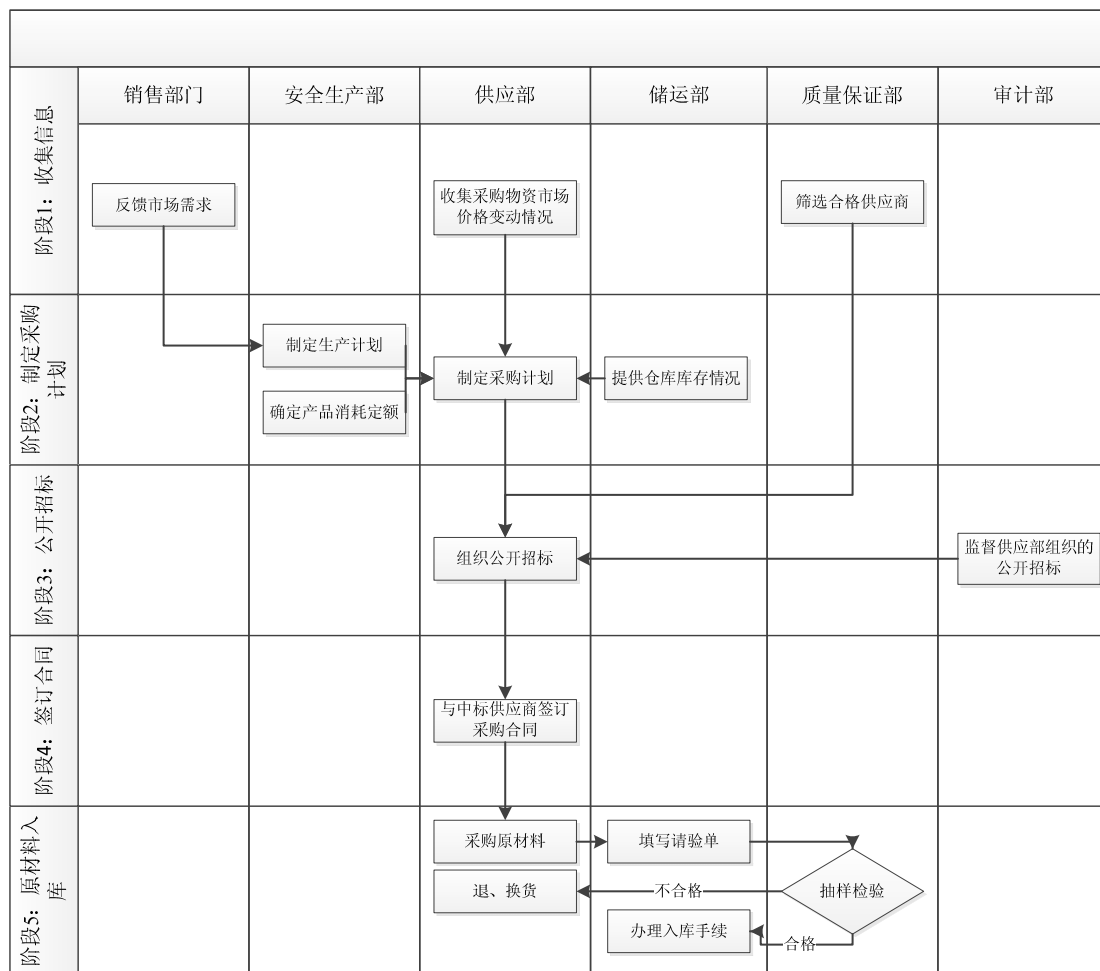 销售部门
安全生产部
供应部
储运部
质量保证部
审计部
阶段1：收集信息
反馈市场需求
收集采购物资市场
价格变动情况
筛选合格供应商
阶段2：制定采购
计划
制定生产计划
确定产品消耗定额
制定采购计划
提供仓库库存情况
阶段3：公开招标
组织公开招标
监督供应部组织的
公开招标
阶段4：签订合同
与中标供应商签订
采购合同
阶段5：原材料入
库
采购原材料
填写请验单
退、换货
不合格
抽样检验
办理入库手续
合格